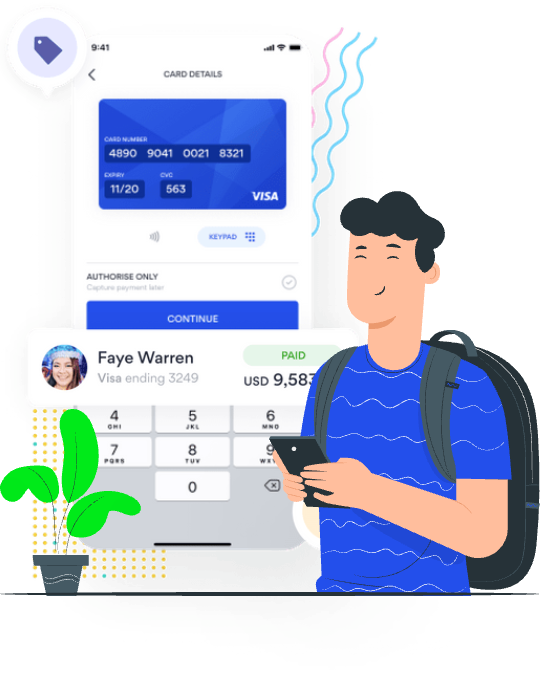 9:41
CARD DETAILS
CARD NUMBER
4890 9041 0021 8321
EXPIRY CVC
11/20 563
VISA
KEYPAD
AUTHORISE ONLY
Capture payment later
CONTINUE
Faye Warren
PAID
Visa ending 3249
USD 9,583
4 5 6
GHI JKL MNO
7 8 9
PQRS TUV
0